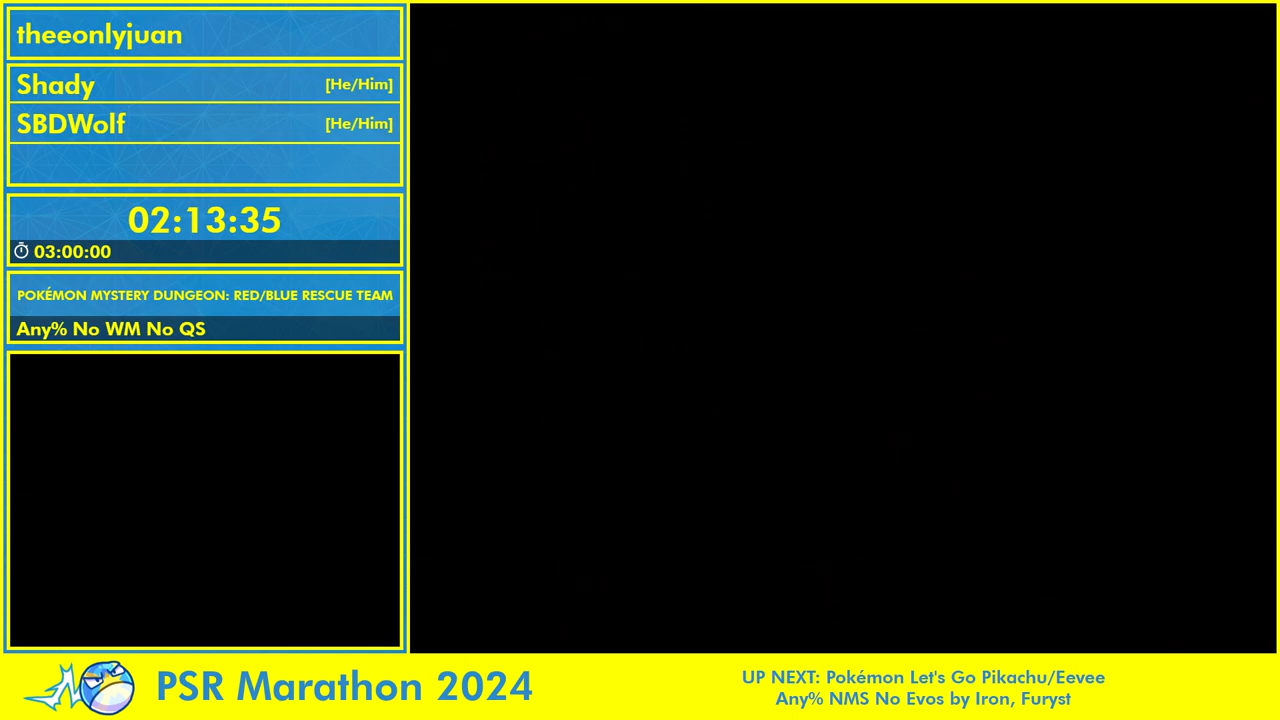 theeonlyjuan
Shady [He/Him]
SBDWolf [He/Him]
02:13:35
03:00:00
POKÉMON MYSTERY DUNGEON: RED/BLUE RESCUE TEAM
Any% No WM No QS
PSR Marathon 2024
UP NEXT: Pokémon Let's Go Pikachu/Eevee
Any% NMS No Evos by Iron, Furyst